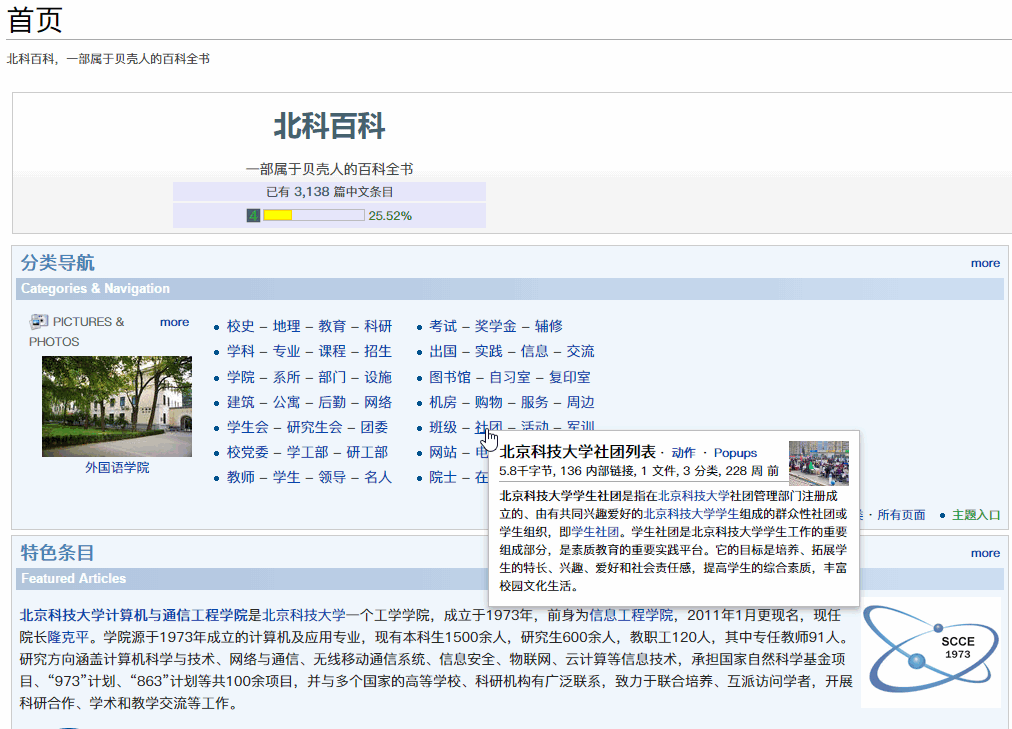 首页
北科百科，一部属于贝壳人的百科全书
北科百科
一部属于贝壳人的百科全书
已有 3,138 篇中文条目
4 25.52%
分类导航 more
Categories & Navigation
PICTURES & PHOTOS more
外国语学院
校史 – 地理 – 教育 – 科研
学科 – 专业 – 课程 – 招生
学院 – 系所 – 部门 – 设施
建筑 – 公寓 – 后勤 – 网络
学生会 – 研究生会 – 团委
校党委 – 学工部 – 研工部
教师 – 学生 – 领导 – 名人
考试 – 奖学金 – 辅修
出国 – 实践 – 信息 – 交流
图书馆 – 自习室 – 复印室
机房 – 购物 – 服务 – 周边
班级 – 社团 – 活动 – 军训
网站 – 电
院士 – 在
北京科技大学社团列表 · 动作 · Popups
5.8千字节, 136 内部链接, 1 文件, 3 分类, 228 周 前
北京科技大学学生社团是指在北京科技大学社团管理部门注册成
立的、由有共同兴趣爱好的北京科技大学学生组成的群众性社团或
学生组织，即学生社团。学生社团是北京科技大学学生工作的重要
组成部分，是素质教育的重要实践平台。它的目标是培养、拓展学
生的特长、兴趣、爱好和社会责任感，提高学生的综合素质，丰富
校园文化生活。
· 所有页面 • 主题入口
特色条目 more
Featured Articles
北京科技大学计算机与通信工程学院是北京科技大学一个工学学院，成立于1973年，前身为信息工程学院，2011年1月更现名，现任
院长隆克平。学院源于1973年成立的计算机及应用专业，现有本科生1500余人，研究生600余人，教职工120人，其中专任教师91人。
研究方向涵盖计算机科学与技术、网络与通信、无线移动通信系统、信息安全、物联网、云计算等信息技术，承担国家自然科学基金项
目、“973”计划、“863”计划等共100余项目，并与多个国家的高等学校、科研机构有广泛联系，致力于联合培养、互派访问学者，开展
科研合作、学术和教学交流等工作。
SCCE
1973